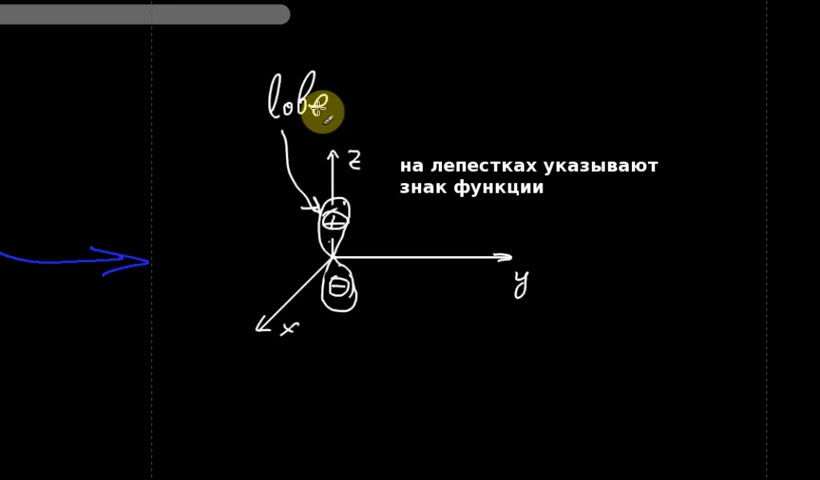 lobe
z
на лепестках указывают
знак функции
+
y
−
x